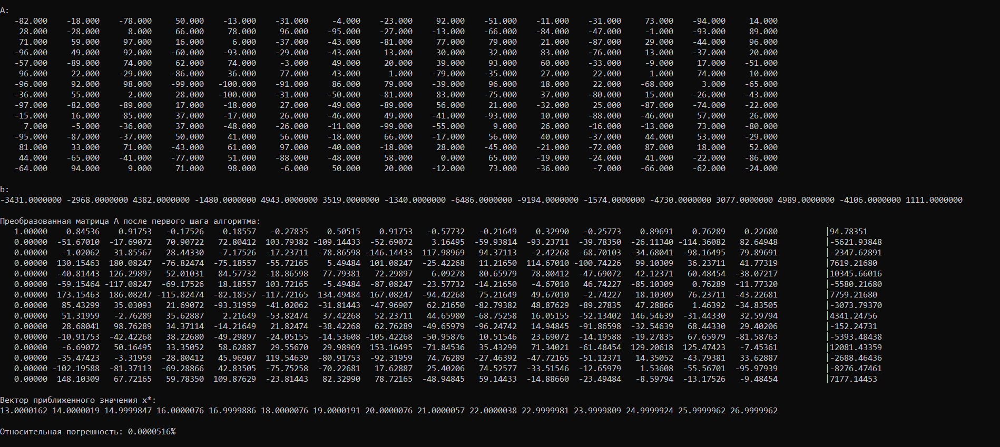 A:
-82.000 -18.000 -78.000 50.000 -13.000 -31.000 -4.000 -23.000 92.000 -51.000 -11.000 -31.000 73.000 -94.000 14.000
28.000 -28.000 8.000 66.000 78.000 96.000 -95.000 -27.000 -13.000 -66.000 -84.000 -47.000 -1.000 -93.000 89.000
71.000 59.000 97.000 16.000 6.000 -37.000 -43.000 -81.000 77.000 79.000 21.000 -87.000 29.000 -44.000 96.000
-96.000 49.000 92.000 -60.000 -93.000 -29.000 -43.000 13.000 30.000 32.000 83.000 -76.000 13.000 -37.000 20.000
-57.000 -89.000 74.000 62.000 74.000 -3.000 49.000 20.000 39.000 93.000 60.000 -33.000 -9.000 17.000 -51.000
96.000 22.000 -29.000 -86.000 36.000 77.000 43.000 1.000 -79.000 -35.000 27.000 22.000 1.000 74.000 10.000
-96.000 92.000 98.000 -99.000 -100.000 -91.000 86.000 79.000 -39.000 96.000 18.000 22.000 -68.000 3.000 -65.000
-36.000 55.000 2.000 28.000 -100.000 -31.000 -50.000 -81.000 83.000 -75.000 37.000 -80.000 15.000 -26.000 -43.000
-97.000 -82.000 -89.000 17.000 -18.000 27.000 -49.000 -89.000 56.000 21.000 -32.000 25.000 -87.000 -74.000 -22.000
-15.000 16.000 85.000 37.000 -17.000 26.000 -46.000 49.000 -41.000 -93.000 10.000 -88.000 -46.000 57.000 26.000
7.000 -5.000 -36.000 37.000 -48.000 -26.000 -11.000 -99.000 -55.000 9.000 26.000 -16.000 -13.000 73.000 -80.000
-95.000 -87.000 -37.000 50.000 41.000 56.000 -18.000 66.000 -17.000 56.000 40.000 -37.000 44.000 53.000 -29.000
81.000 33.000 71.000 -43.000 61.000 97.000 -40.000 -18.000 28.000 -45.000 -21.000 -72.000 87.000 18.000 52.000
44.000 -65.000 -41.000 -77.000 51.000 -88.000 -48.000 58.000 0.000 65.000 -19.000 -24.000 41.000 -22.000 -86.000
-64.000 94.000 9.000 71.000 98.000 -6.000 50.000 20.000 -12.000 73.000 -36.000 -7.000 -66.000 -62.000 -24.000
b:
-3431.0000000 -2968.0000000 4382.0000000 -1480.0000000 4943.0000000 3519.0000000 -1340.0000000 -6486.0000000 -9194.0000000 -1574.0000000 -4730.0000000 3077.0000000 4989.0000000 -4106.0000000 1111.0000000
Преобразованная матрица A после первого шага алгоритма:
1.00000 0.84536 0.91753 -0.17526 0.18557 -0.27835 0.50515 0.91753 -0.57732 -0.21649 0.32990 -0.25773 0.89691 0.76289 0.22680 |94.78351
0.00000 -51.67010 -17.69072 70.90722 72.80412 103.79382 -109.14433 -52.69072 3.16495 -59.93814 -93.23711 -39.78350 -26.11340 -114.36082 82.64948 |-5621.93848
0.00000 -1.02062 31.85567 28.44330 -7.17526 -17.23711 -78.86598 -146.14433 117.98969 94.37113 -2.42268 -68.70103 -34.68041 -98.16495 79.89691 |-2347.62891
0.00000 130.15463 180.08247 -76.82474 -75.18557 -55.72165 5.49484 101.08247 -25.42268 11.21650 114.67010 -100.74226 99.10309 36.23711 41.77319 |7619.21680
0.00000 -40.81443 126.29897 52.01031 84.57732 -18.86598 77.79381 72.29897 6.09278 80.65979 78.80412 -47.69072 42.12371 60.48454 -38.07217 |10345.66016
0.00000 -59.15464 -117.08247 -69.17526 18.18557 103.72165 -5.49484 -87.08247 -23.57732 -14.21650 -4.67010 46.74227 -85.10309 0.76289 -11.77320 |-5580.21680
0.00000 173.15463 186.08247 -115.82474 -82.18557 -117.72165 134.49484 167.08247 -94.42268 75.21649 49.67010 -2.74227 18.10309 76.23711 -43.22681 |7759.21680
0.00000 85.43299 35.03093 21.69072 -93.31959 -41.02062 -31.81443 -47.96907 62.21650 -82.79382 48.87629 -89.27835 47.28866 1.46392 -34.83505 |-3073.79370
0.00000 51.31959 -2.76289 35.62887 2.21649 -53.82474 37.42268 52.23711 44.65980 -68.75258 16.05155 -52.13402 146.54639 -31.44330 32.59794 |4341.24756
0.00000 28.68041 98.76289 34.37114 -14.21649 21.82474 -38.42268 62.76289 -49.65979 -96.24742 14.94845 -91.86598 -32.54639 68.44330 29.40206 |-152.24731
0.00000 -10.91753 -42.42268 38.22680 -49.29897 -24.05155 -14.53608 -105.42268 -50.95876 10.51546 23.69072 -14.19588 -19.27835 67.65979 -81.58763 |-5393.48438
0.00000 -6.69072 50.16495 33.35052 58.62887 29.55670 29.98969 153.16495 -71.84536 35.43299 71.34021 -61.48454 129.20618 125.47423 -7.45361 |12081.43359
0.00000 -35.47423 -3.31959 -28.80412 45.96907 119.54639 -80.91753 -92.31959 74.76289 -27.46392 -47.72165 -51.12371 14.35052 -43.79381 33.62887 |-2688.46436
0.00000 -102.19588 -81.37113 -69.28866 42.83505 -75.75258 -70.22681 17.62887 25.40206 74.52577 -33.51546 -12.65979 1.53608 -55.56701 -95.97939 |-8276.47461
0.00000 148.10309 67.72165 59.78350 109.87629 -23.81443 82.32990 78.72165 -48.94845 59.14433 -14.88660 -23.49484 -8.59794 -13.17526 -9.48454 |7177.14453
Вектор приближенного значения x*:
13.0000162 14.0000019 14.9999847 16.0000076 16.9999886 18.0000076 19.0000191 20.0000076 21.0000057 22.0000038 22.9999981 23.9999809 24.9999924 25.9999962 26.9999962
Относительная погрешность: 0.0000516%